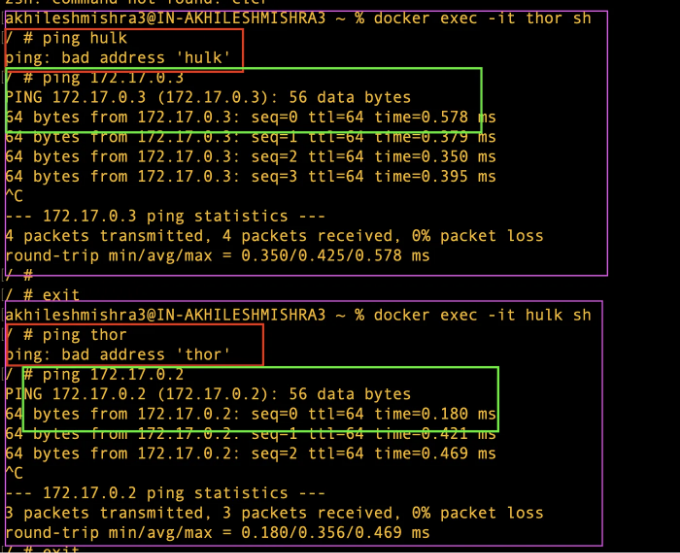 zsh: command not found: cler
akhileshmishra3@IN-AKHILESHMISHRA3 ~ % docker exec -it thor sh
/ # ping hulk
ping: bad address 'hulk'
/ # ping 172.17.0.3
PING 172.17.0.3 (172.17.0.3): 56 data bytes
64 bytes from 172.17.0.3: seq=0 ttl=64 time=0.578 ms
64 bytes from 172.17.0.3: seq=1 ttl=64 time=0.379 ms
64 bytes from 172.17.0.3: seq=2 ttl=64 time=0.350 ms
64 bytes from 172.17.0.3: seq=3 ttl=64 time=0.395 ms
^C
--- 172.17.0.3 ping statistics ---
4 packets transmitted, 4 packets received, 0% packet loss
round-trip min/avg/max = 0.350/0.425/0.578 ms
/ #
/ # exit
akhileshmishra3@IN-AKHILESHMISHRA3 ~ % docker exec -it hulk sh
/ # ping thor
ping: bad address 'thor'
/ # ping 172.17.0.2
PING 172.17.0.2 (172.17.0.2): 56 data bytes
64 bytes from 172.17.0.2: seq=0 ttl=64 time=0.180 ms
64 bytes from 172.17.0.2: seq=1 ttl=64 time=0.421 ms
64 bytes from 172.17.0.2: seq=2 ttl=64 time=0.469 ms
^C
--- 172.17.0.2 ping statistics ---
3 packets transmitted, 3 packets received, 0% packet loss
round-trip min/avg/max = 0.180/0.356/0.469 ms
/ # exit